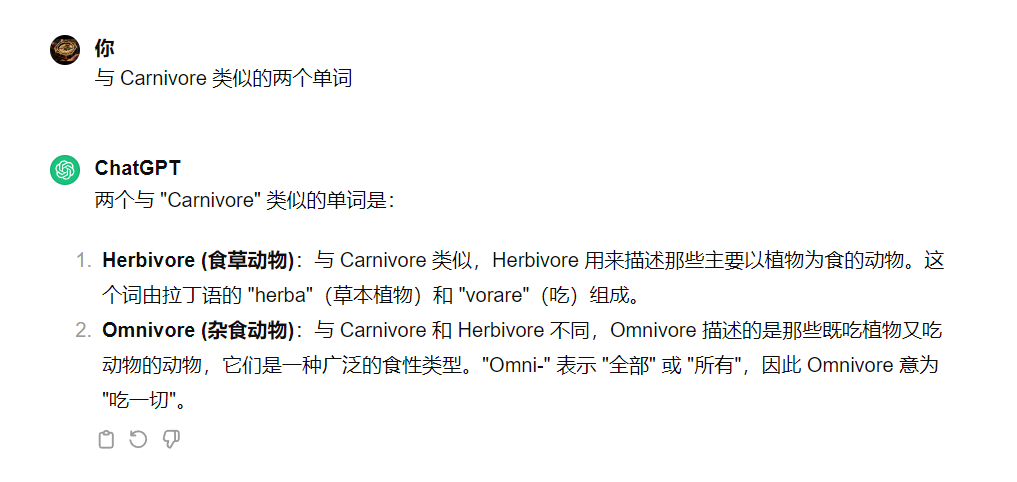 你
与 Carnivore 类似的两个单词
ChatGPT
两个与 "Carnivore" 类似的单词是：
1. Herbivore (食草动物)：与 Carnivore 类似，Herbivore 用来描述那些主要以植物为食的动物。这
个词由拉丁语的 "herba"（草本植物）和 "vorare"（吃）组成。
2. Omnivore (杂食动物)：与 Carnivore 和 Herbivore 不同，Omnivore 描述的是那些既吃植物又吃
动物的动物，它们是一种广泛的食性类型。"Omni-" 表示 "全部" 或 "所有"，因此 Omnivore 意为
"吃一切"。